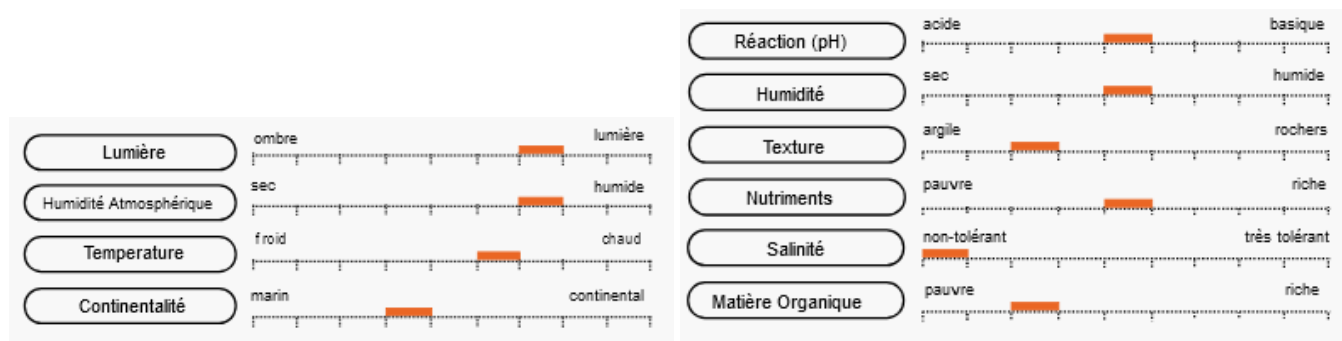 Lumière
ombre lumière
Humidité Atmosphérique
sec humide
Temperature
froid chaud
Continentalité
marin continental
Réaction (pH)
acide basique
Humidité
sec humide
Texture
argile rochers
Nutriments
pauvre riche
Salinité
non-tolérant très tolérant
Matière Organique
pauvre riche